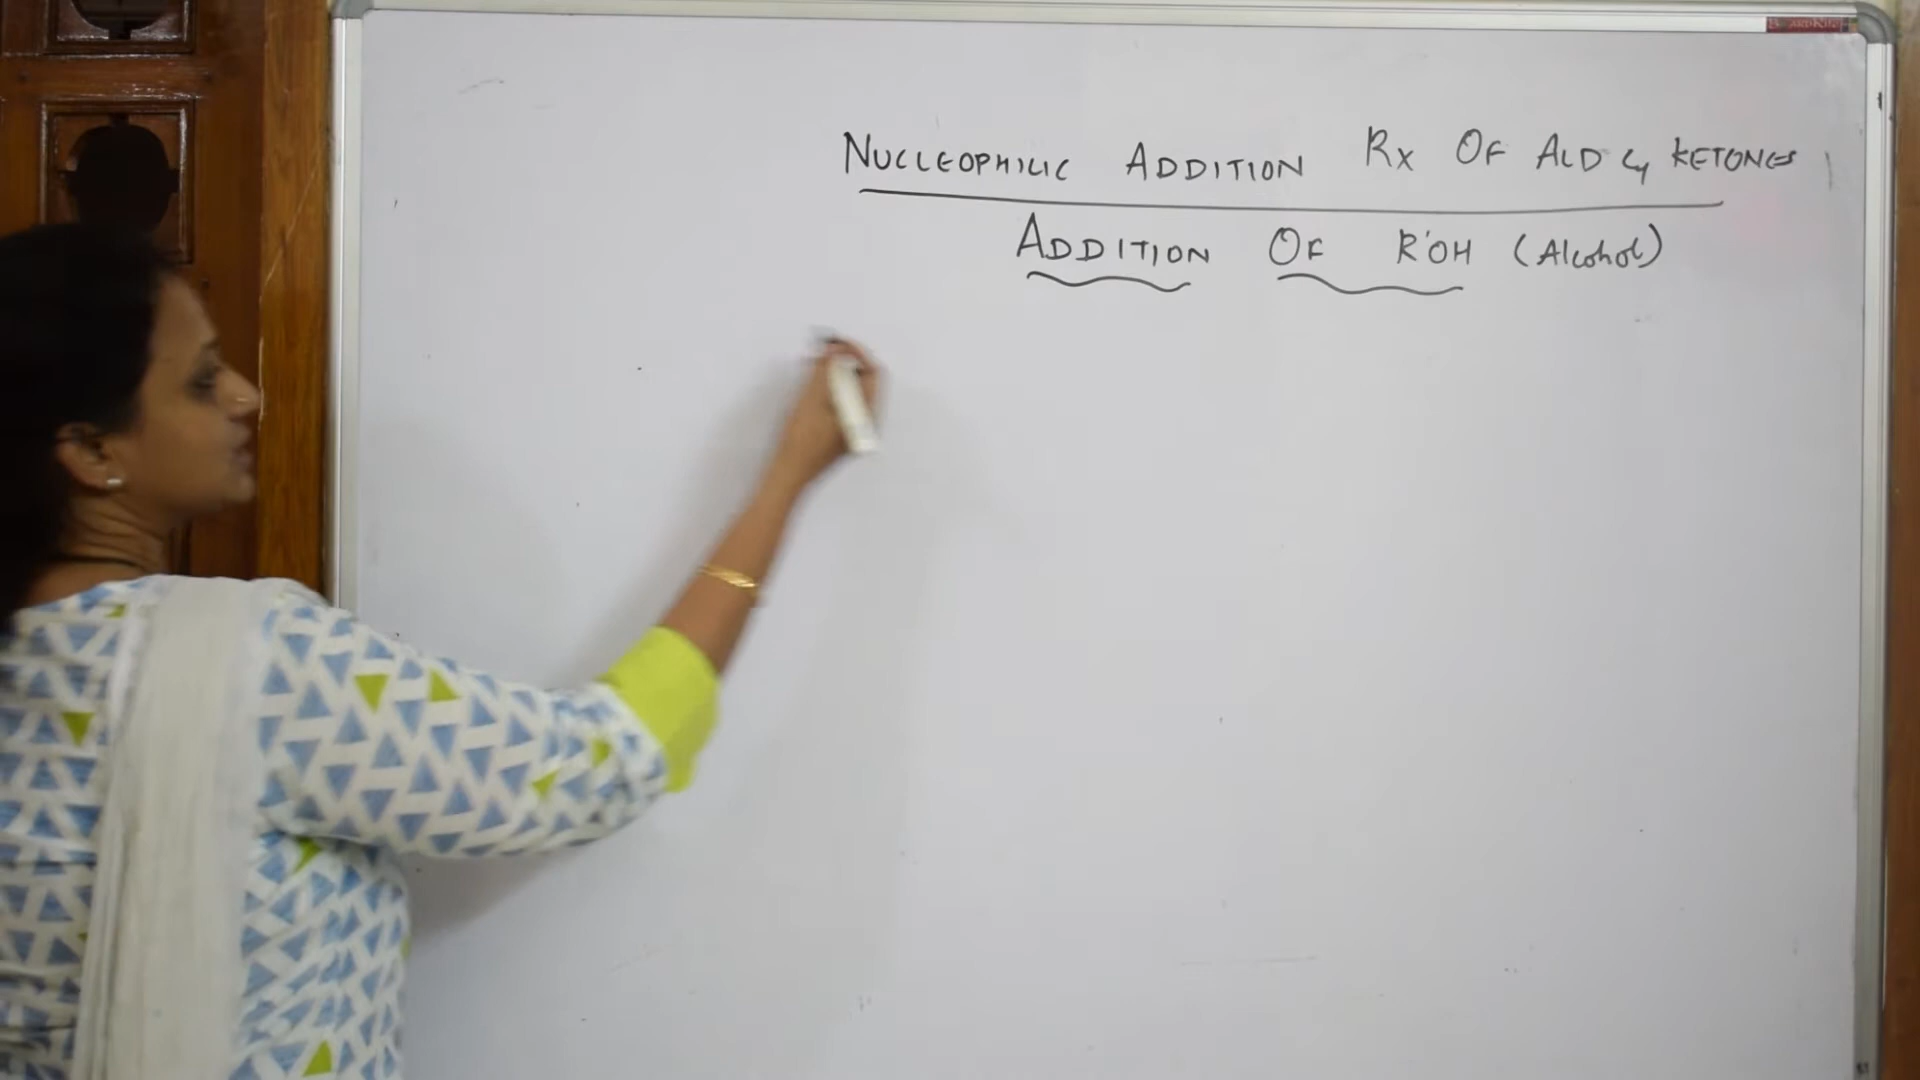 NUCLEOPHILIC ADDITION Rx OF ALD & KETONES
ADDITION OF R'OH (Alcohol)